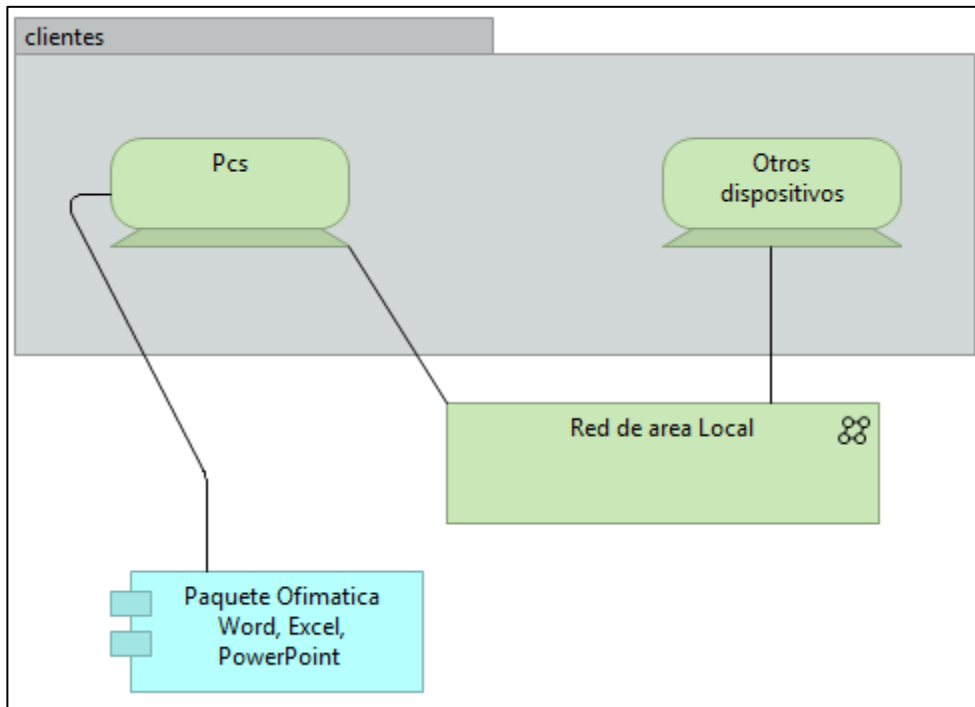 clientes
Pcs
Otros
dispositivos
Red de area Local
Paquete Ofimatica
Word, Excel,
PowerPoint